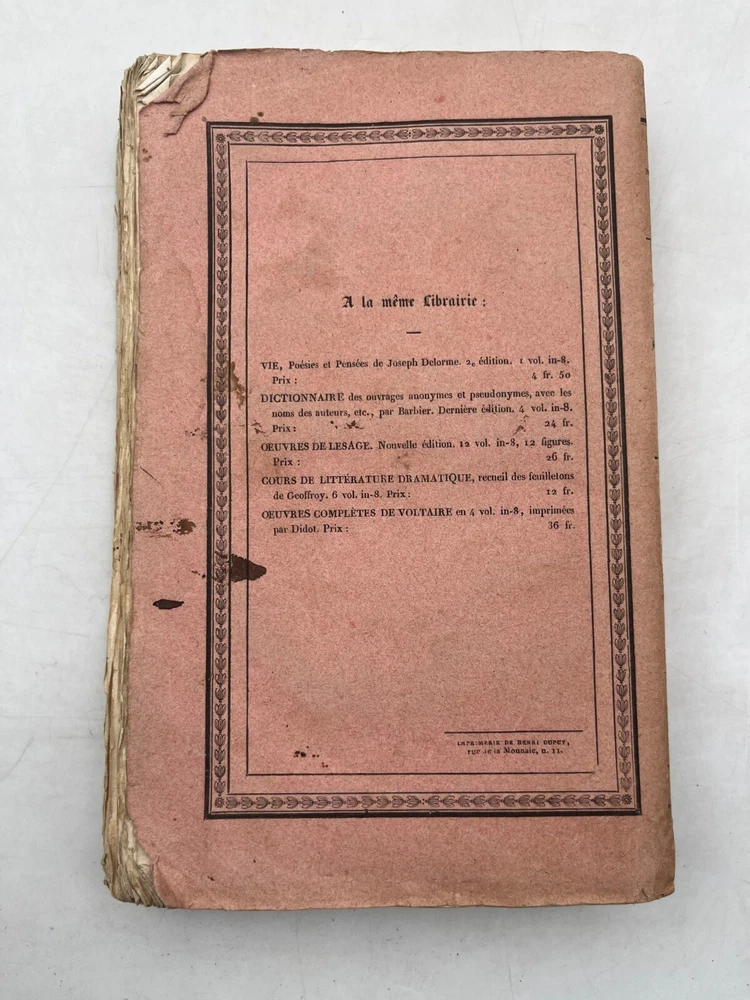 A la même Librairie :
VIE, Poésies et Pensées de Joseph Delorme. 2e édition. 1 vol. in-8.
Prix : 4 fr. 50
DICTIONNAIRE des ouvrages anonymes et pseudonymes, avec les
noms des auteurs, etc., par Barbier. Dernière édition. 4 vol. in-8.
Prix : 24 fr.
ŒUVRES DE LESAGE. Nouvelle édition. 12 vol. in-8, 12 figures.
Prix : 26 fr.
COURS DE LITTÉRATURE DRAMATIQUE, recueil des feuilletons
de Geoffroy. 6 vol. in-8. Prix : 12 fr.
ŒUVRES COMPLÈTES DE VOLTAIRE en 4 vol. in-8, imprimées
par Didot. Prix : 36 fr.
IMPRIMERIE DE HENRI DUPUY,
rue de la Monnaie, n. 11.